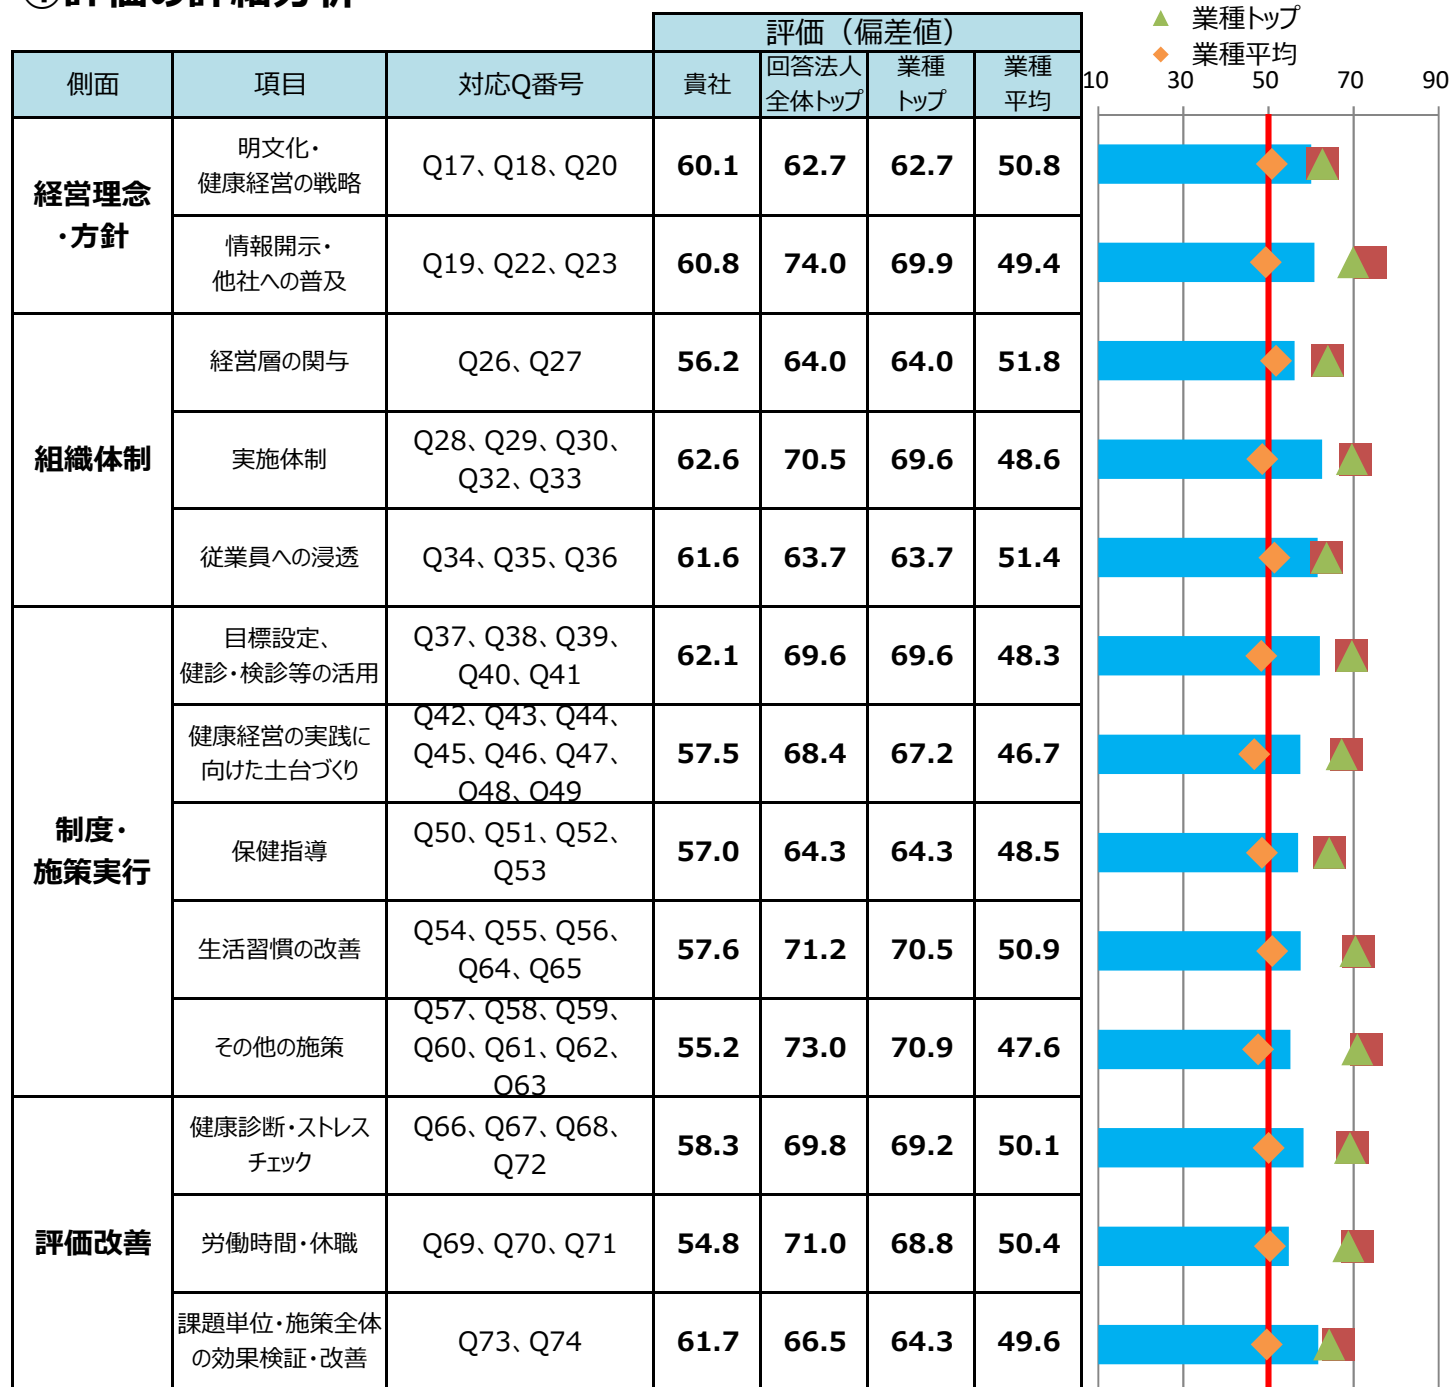 ①評価の詳細分析
業種トップ
業種平均
評価（偏差値）
側面 項目 対応Q番号 貴社 回答法人 業種 業種
全体トップ トップ 平均
10 30 50 70 90
経営理念
・方針
明文化・
健康経営の戦略
Q17、Q18、Q20 60.1 62.7 62.7 50.8
情報開示・
他社への普及
Q19、Q22、Q23 60.8 74.0 69.9 49.4
組織体制
経営層の関与 Q26、Q27 56.2 64.0 64.0 51.8
実施体制
Q28、Q29、Q30、
Q32、Q33
62.6 70.5 69.6 48.6
従業員への浸透 Q34、Q35、Q36 61.6 63.7 63.7 51.4
制度・
施策実行
目標設定、
健診・検診等の活用
Q37、Q38、Q39、
Q40、Q41
62.1 69.6 69.6 48.3
健康経営の実践に
向けた土台づくり
Q42、Q43、Q44、
Q45、Q46、Q47、
Q48、Q49
57.5 68.4 67.2 46.7
保健指導
Q50、Q51、Q52、
Q53
57.0 64.3 64.3 48.5
生活習慣の改善
Q54、Q55、Q56、
Q64、Q65
57.6 71.2 70.5 50.9
その他の施策
Q57、Q58、Q59、
Q60、Q61、Q62、
Q63
55.2 73.0 70.9 47.6
評価改善
健康診断・ストレス
チェック
Q66、Q67、Q68、
Q72
58.3 69.8 69.2 50.1
労働時間・休職 Q69、Q70、Q71 54.8 71.0 68.8 50.4
課題単位・施策全体
の効果検証・改善
Q73、Q74 61.7 66.5 64.3 49.6